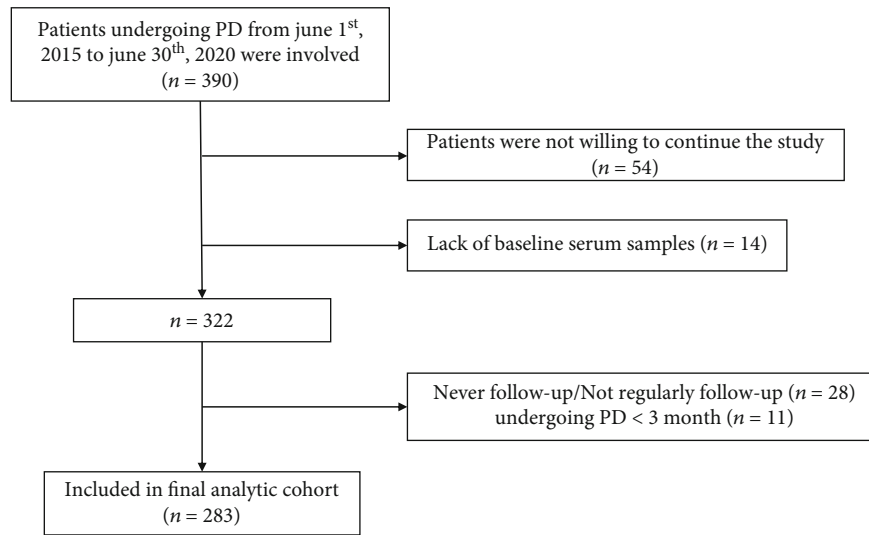 Patients undergoing PD from june 1st,
2015 to june 30th, 2020 were involved
(n = 390)
Patients were not willing to continue the study
(n = 54)
Lack of baseline serum samples (n = 14)
n = 322
Never follow-up/Not regularly follow-up (n = 28)
undergoing PD < 3 month (n = 11)
Included in final analytic cohort
(n = 283)